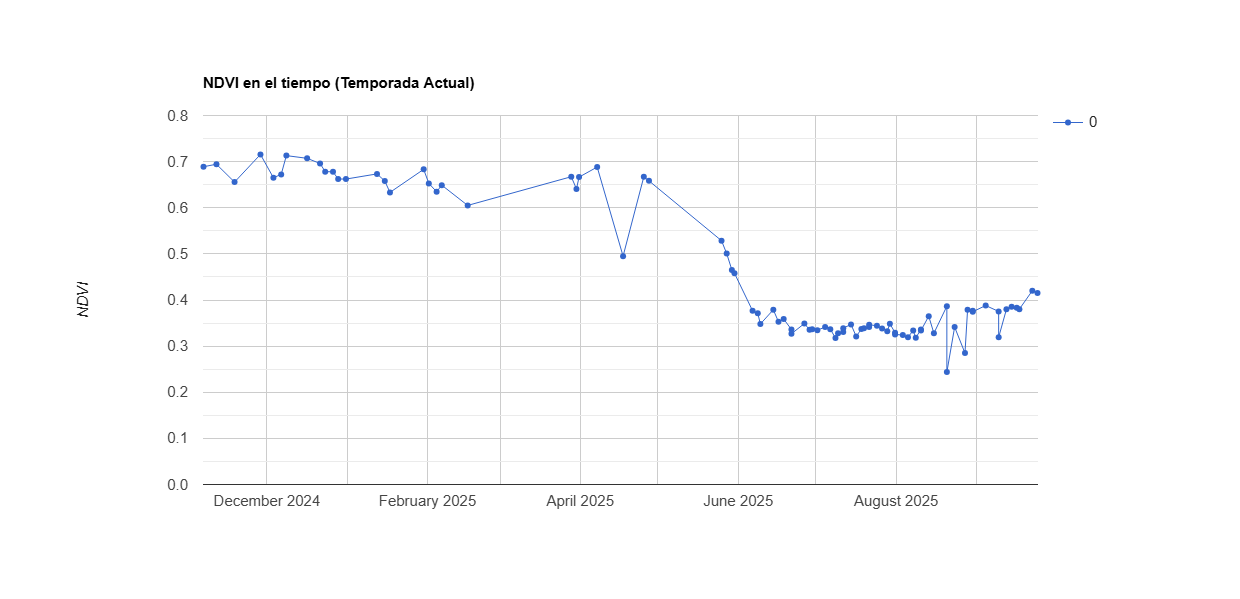 NDVI en el tiempo (Temporada Actual)
0.8
0.7
0.6
0.5
0.4
0.3
0.2
0.1
0.0
NDVI
December 2024
February 2025
April 2025
June 2025
August 2025
0